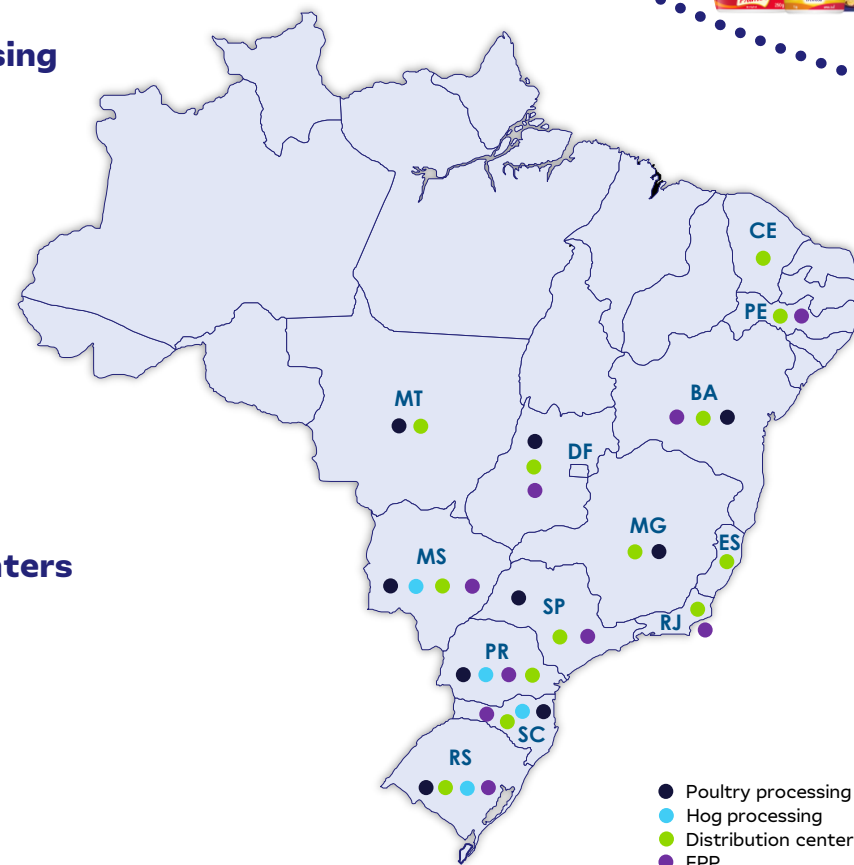 sing
CE
PE
BA
MT
DF
MG
ES
nters
MS
SP
RJ
PR
SC
RS
Poultry processing
Hog processing
Distribution center